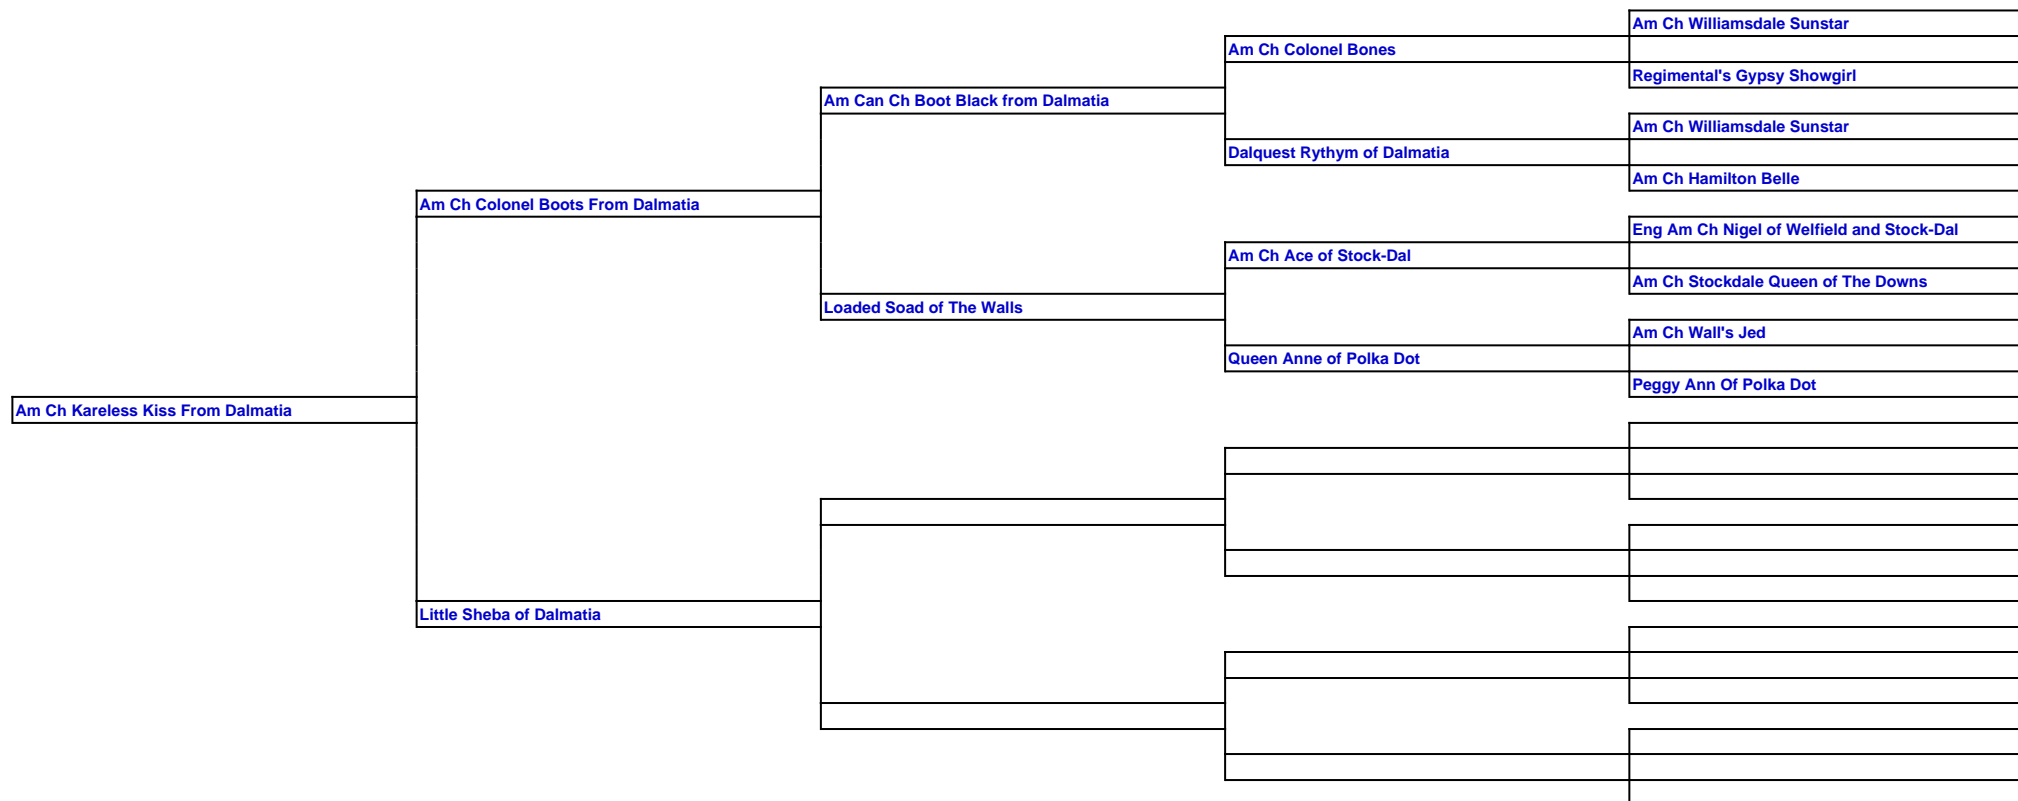 Am Ch Williamsdale Sunstar
Am Ch Colonel Bones
Regimental's Gypsy Showgirl
Am Can Ch Boot Black from Dalmatia
Am Ch Williamsdale Sunstar
Dalquest Rythym of Dalmatia
Am Ch Hamilton Belle
Am Ch Colonel Boots From Dalmatia
Eng Am Ch Nigel of Welfield and Stock-Dal
Am Ch Ace of Stock-Dal
Am Ch Stockdale Queen of The Downs
Loaded Soad of The Walls
Am Ch Wall's Jed
Queen Anne of Polka Dot
Peggy Ann Of Polka Dot
Am Ch Kareless Kiss From Dalmatia
Little Sheba of Dalmatia